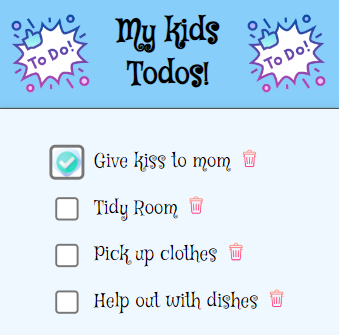 My kids
Todos!
To Do!
To Do!
Give kiss to mom
Tidy Room
Pick up clothes
Help out with dishes